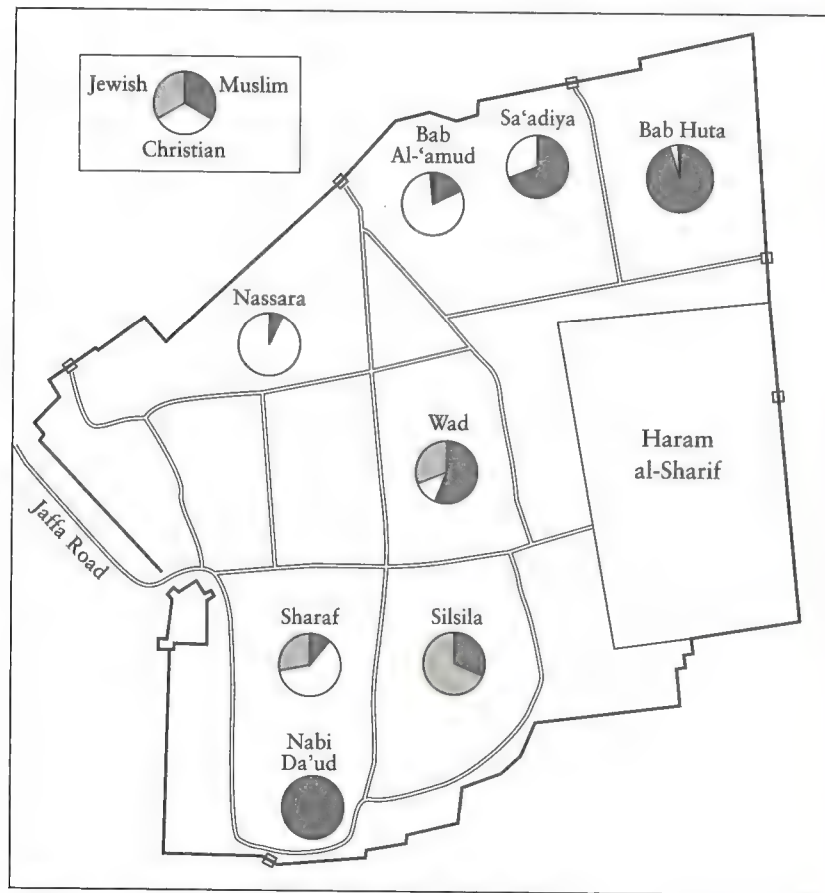 Jewish
Muslim
Christian
Bab
Al-‘amud
Sa‘adiya
Bab Huta
Nassara
Wad
Haram
al-Sharif
Jaffa Road
Sharaf
Silsila
Nabi
Da’ud